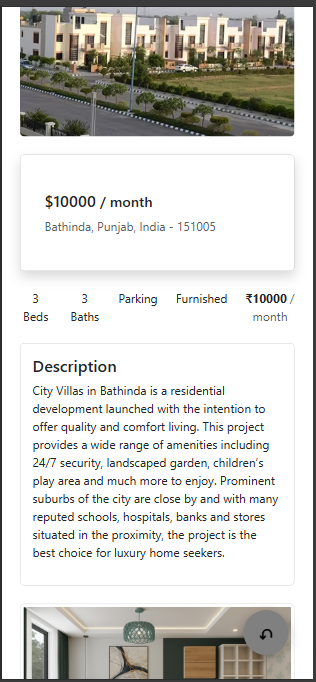 $10000 / month
Bathinda, Punjab, India - 151005
3 Beds
3 Baths
Parking
Furnished
₹10000 / month
Description
City Villas in Bathinda is a residential
development launched with the intention to
offer quality and comfort living. This project
provides a wide range of amenities including
24/7 security, landscaped garden, children's
play area and much more to enjoy. Prominent
suburbs of the city are close by and with many
reputed schools, hospitals, banks and stores
situated in the proximity, the project is the
best choice for luxury home seekers.